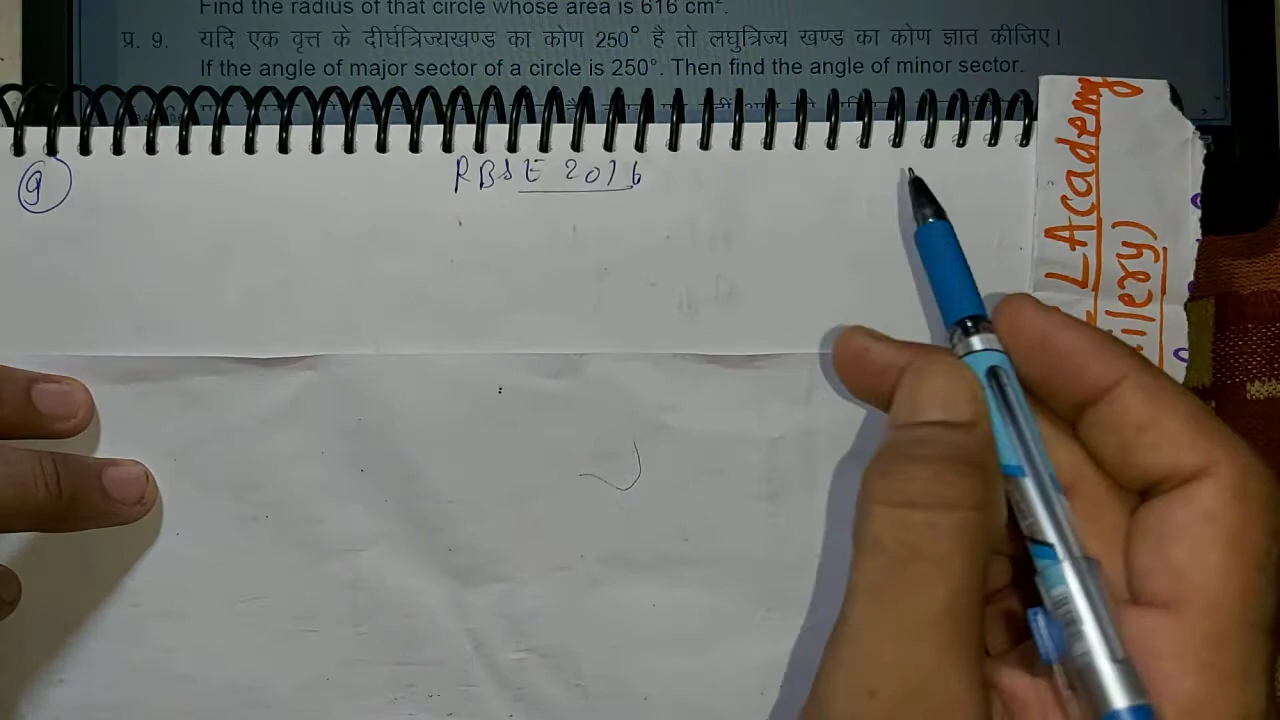 Find the radius of that circle whose area is 616 cm².
प्र. 9. यदि एक वृत्त के दीर्घत्रिज्यखण्ड का कोण 250° है तो लघुत्रिज्य खण्ड का कोण ज्ञात कीजिए।
If the angle of major sector of a circle is 250°. Then find the angle of minor sector.
9
RBSE 2016
L Academy